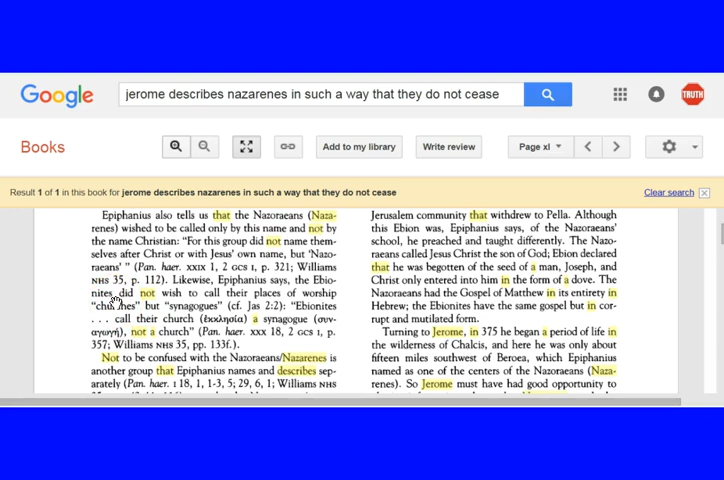 Google
jerome describes nazarenes in such a way that they do not cease
TRUTH
Books
Add to my library
Write review
Page xl
Result 1 of 1 in this book for jerome describes nazarenes in such a way that they do not cease
Clear search
Epiphanius also tells us that the Nazoraeans (Naza-
renes) wished to be called only by this name and not by
the name Christian: "For this group did not name them-
selves after Christ or with Jesus' own name, but 'Nazo-
raeans' " (Pan. haer. XXIX 1, 2 GCS I, p. 321; Williams
NHS 35, p. 112). Likewise, Epiphanius says, the Ebio-
nites did not wish to call their places of worship
"churches" but "synagogues" (cf. Jas 2:2): "Ebionites
. . . call their church (ἐκκλησία) a synagogue (συν-
αγωγή), not a church" (Pan. haer. XXX 18, 2 GCS I, p.
357; Williams NHS 35, pp. 133f.).
Not to be confused with the Nazoraeans/Nazarenes is
another group that Epiphanius names and describes sep-
arately (Pan. haer. I 18, 1, 1-3, 5; 29, 6, 1; Williams NHS
Jerusalem community that withdrew to Pella. Although
this Ebion was, Epiphanius says, of the Nazoraeans'
school, he preached and taught differently. The Nazo-
raeans called Jesus Christ the son of God; Ebion declared
that he was begotten of the seed of a man, Joseph, and
Christ only entered into him in the form of a dove. The
Nazoraeans had the Gospel of Matthew in its entirety in
Hebrew; the Ebionites have the same gospel but in cor-
rupt and mutilated form.
Turning to Jerome, in 375 he began a period of life in
the wilderness of Chalcis, and here he was only about
fifteen miles southwest of Beroea, which Epiphanius
named as one of the centers of the Nazoraeans (Naza-
renes). So Jerome must have had good opportunity to